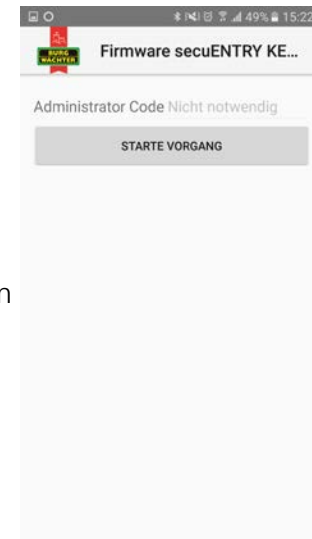 49% 15:22
BURG
WÄCHTER
Firmware secuENTRY KE...
Administrator Code Nicht notwendig
STARTE VORGANG
n